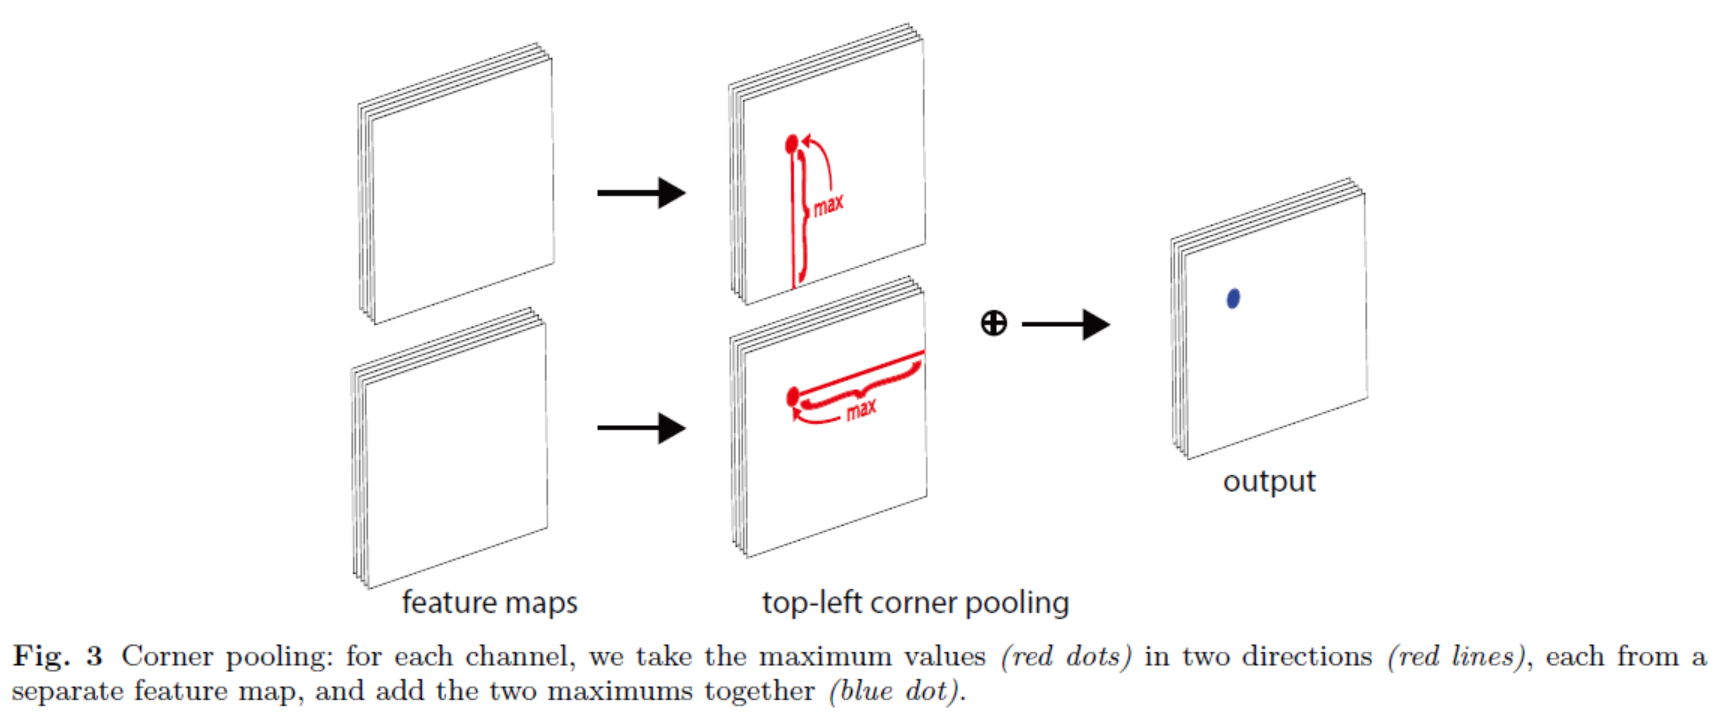 max
max
output
feature maps
top-left corner pooling
Fig. 3 Corner pooling: for each channel, we take the maximum values (red dots) in two directions (red lines), each from a
separate feature map, and add the two maximums together (blue dot).